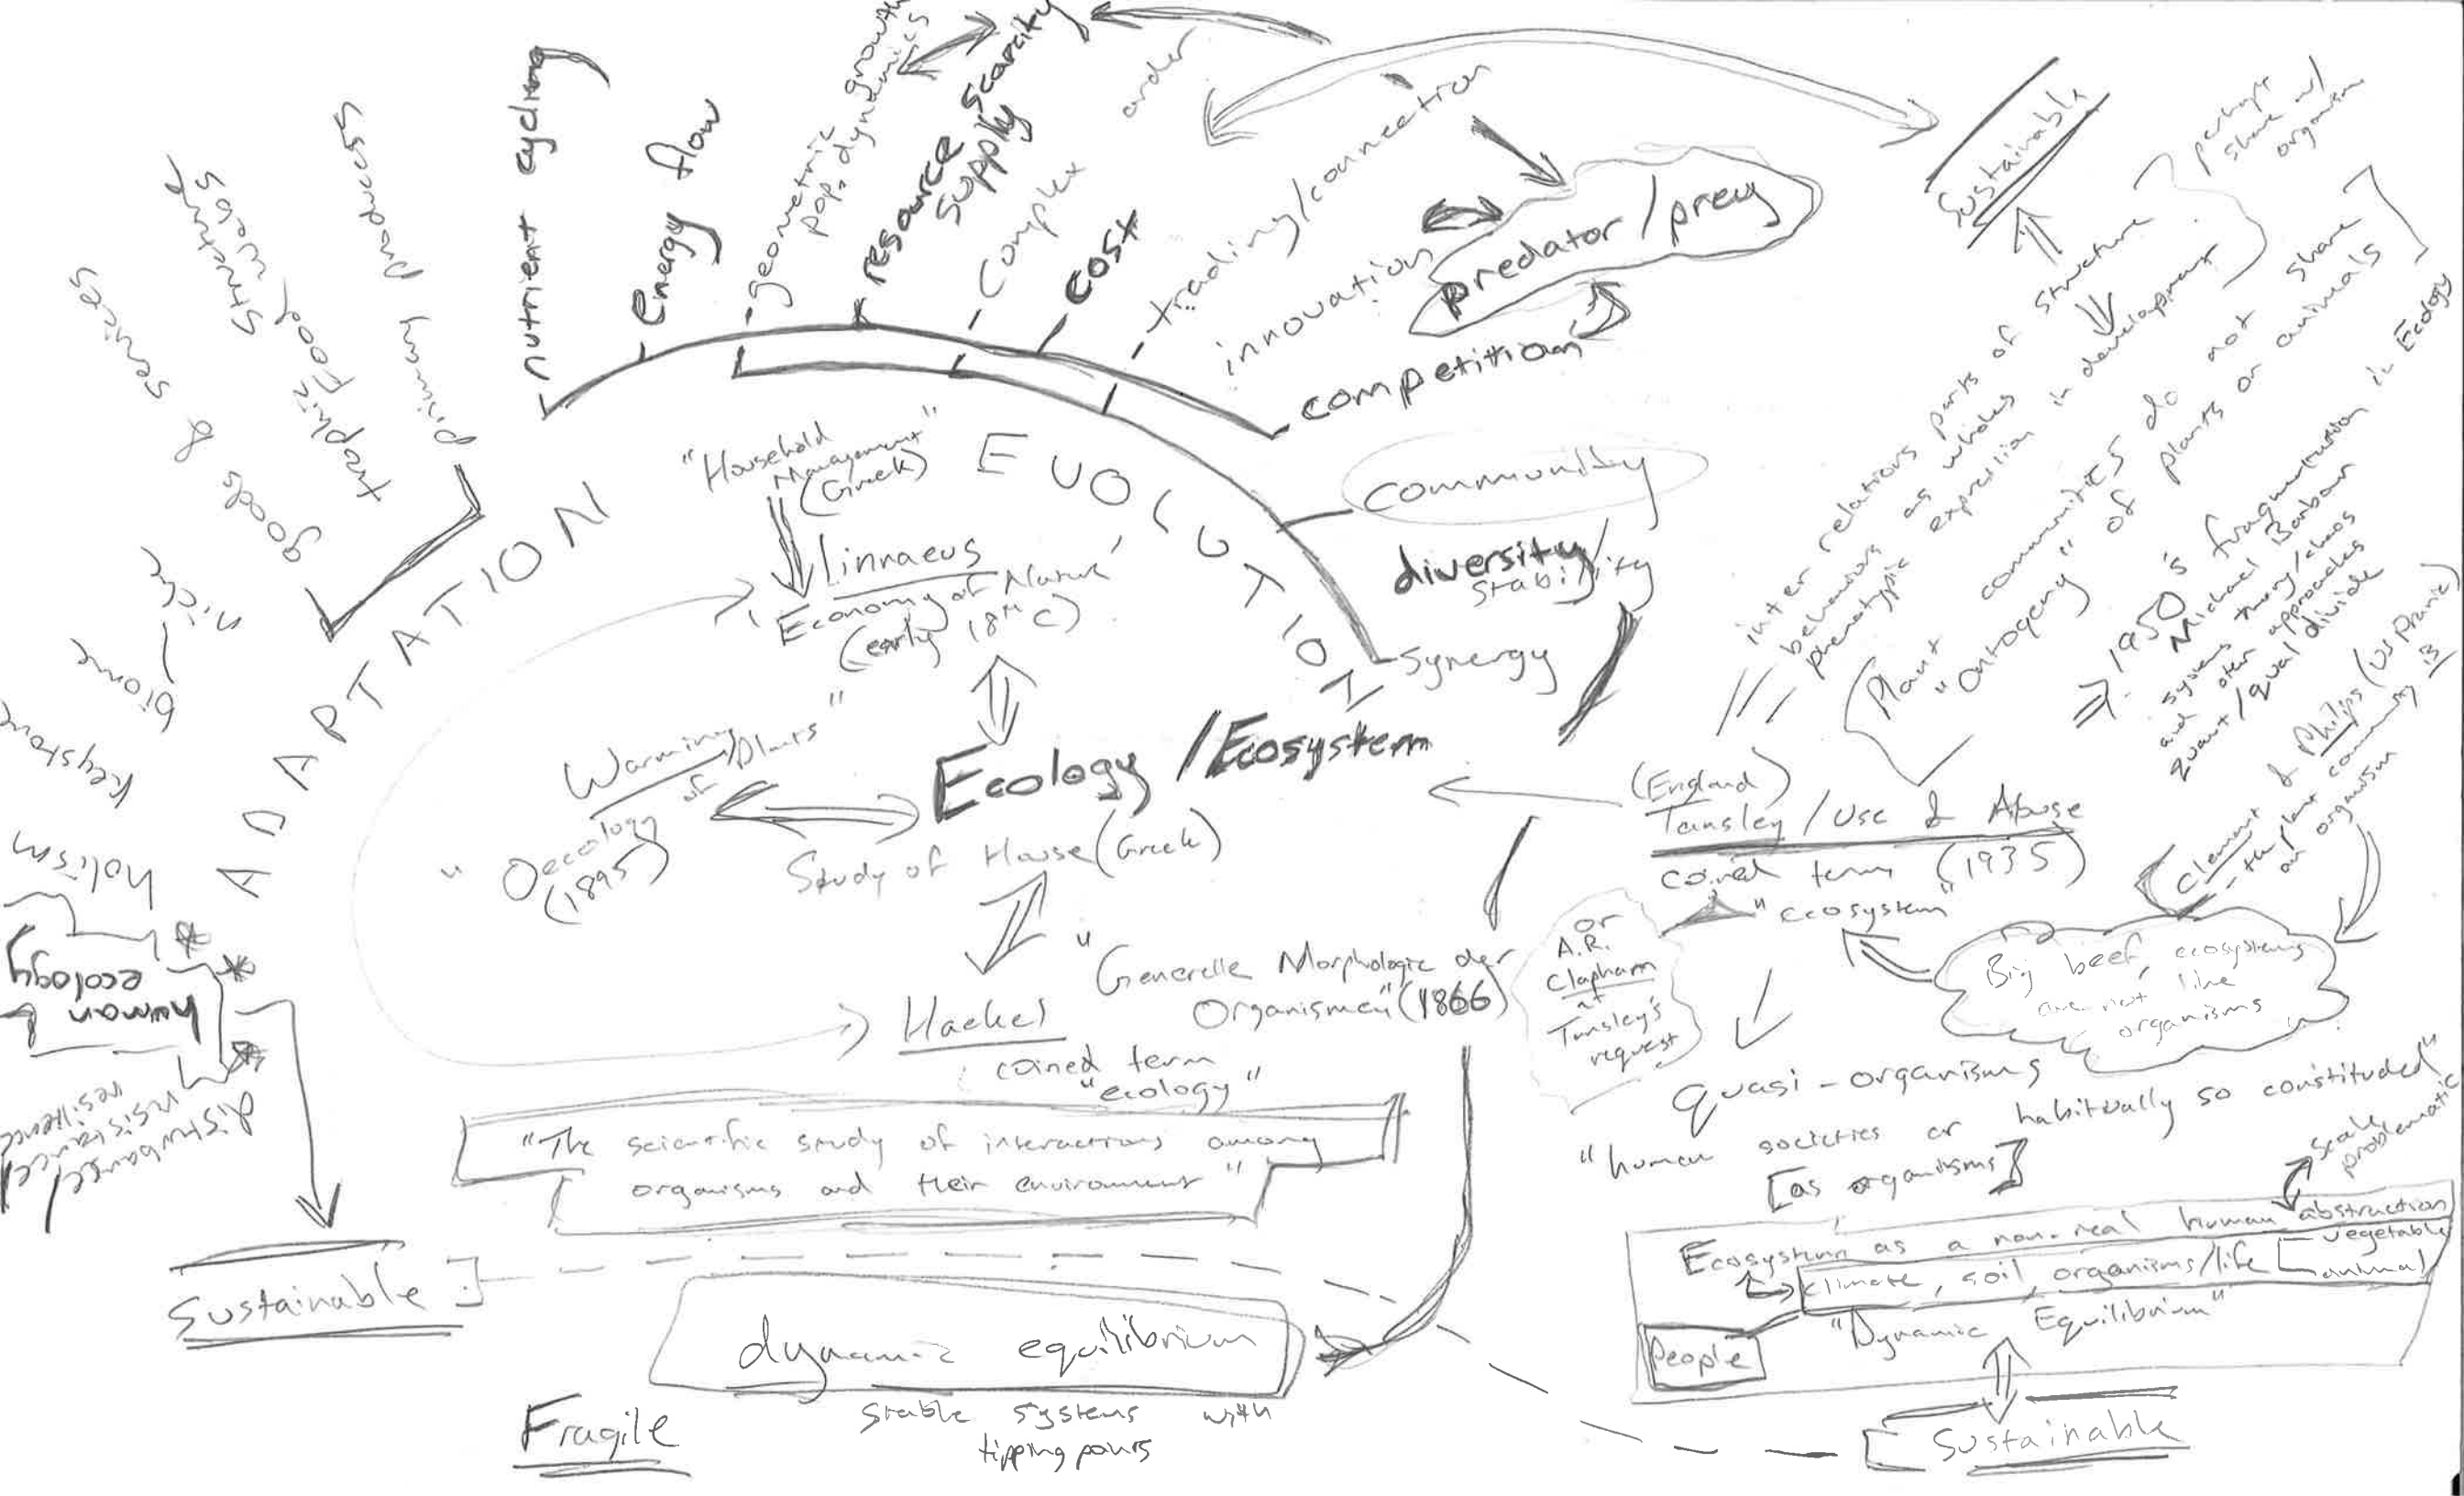 nutrient cycling
energy flow
geometric growth
pop. dynamics
resource scarcity
supply
complex order
cost
trading/connection
innovation
competition
predator/prey
Sustainable
perhaps
share w/
organism
primary produces
trophic structure
food webs
goods & services
niche
biome
keystone
holism
human
ecology
disturbance/
resistance/
resilience
ADAPTATION
EVOLUTION
"Household
Management"
(Greek)
Linnaeus
'Economy of Nature'
(early 18th C)
community
diversity/
stability
synergy
Warming
"Oecology of Plants"
(1895)
Ecology/Ecosystem
Study of House (Greek)
Haekel
"Generelle Morphologie der
Organismen" (1866)
coined term
"ecology"
"The scientific study of interactions among
organisms and their environment"
Sustainable
dynamic equilibrium
stable systems with
tipping points
Fragile
inter relations parts of structure
behaviors as wholes
phenotypic expression in development
Plant communities do not share
"ontogeny" of plants or animals
1950's fragmentation in Ecology
Michael Barbour
systems theory/chaos
and other approaches
quant/qual divide
Clement & Philips (US Prairie)
- the plant community is
an organism
(England)
Tansley/Use & Abuse
coined term (1935)
"ecosystem"
or
A.R.
Clapham
at
Tansley's
request
Big beef, ecosystems
are not like
organisms
quasi-organisms
"human societies or habitually so constituded"
[as organisms]
scale
problematic
Ecosystem as a non-real human abstraction
climate, soil, organisms/life
vegetable
animal
People
"Dynamic Equilibrium"
Sustainable